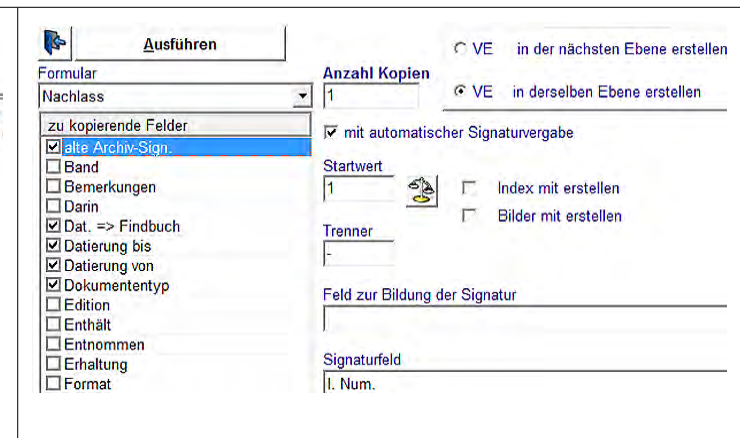 Ausführen
VE in der nächsten Ebene erstellen
Formular
Anzahl Kopien
Nachlass
1
VE in derselben Ebene erstellen
zu kopierende Felder
mit automatischer Signaturvergabe
alte Archiv-Sign.
Band
Bemerkungen
Darin
Dat. => Findbuch
Datierung bis
Datierung von
Dokumententyp
Edition
Enthält
Entnommen
Erhaltung
Format
Startwert
1
Index mit erstellen
Bilder mit erstellen
Trenner
-
Feld zur Bildung der Signatur
Signaturfeld
I. Num.